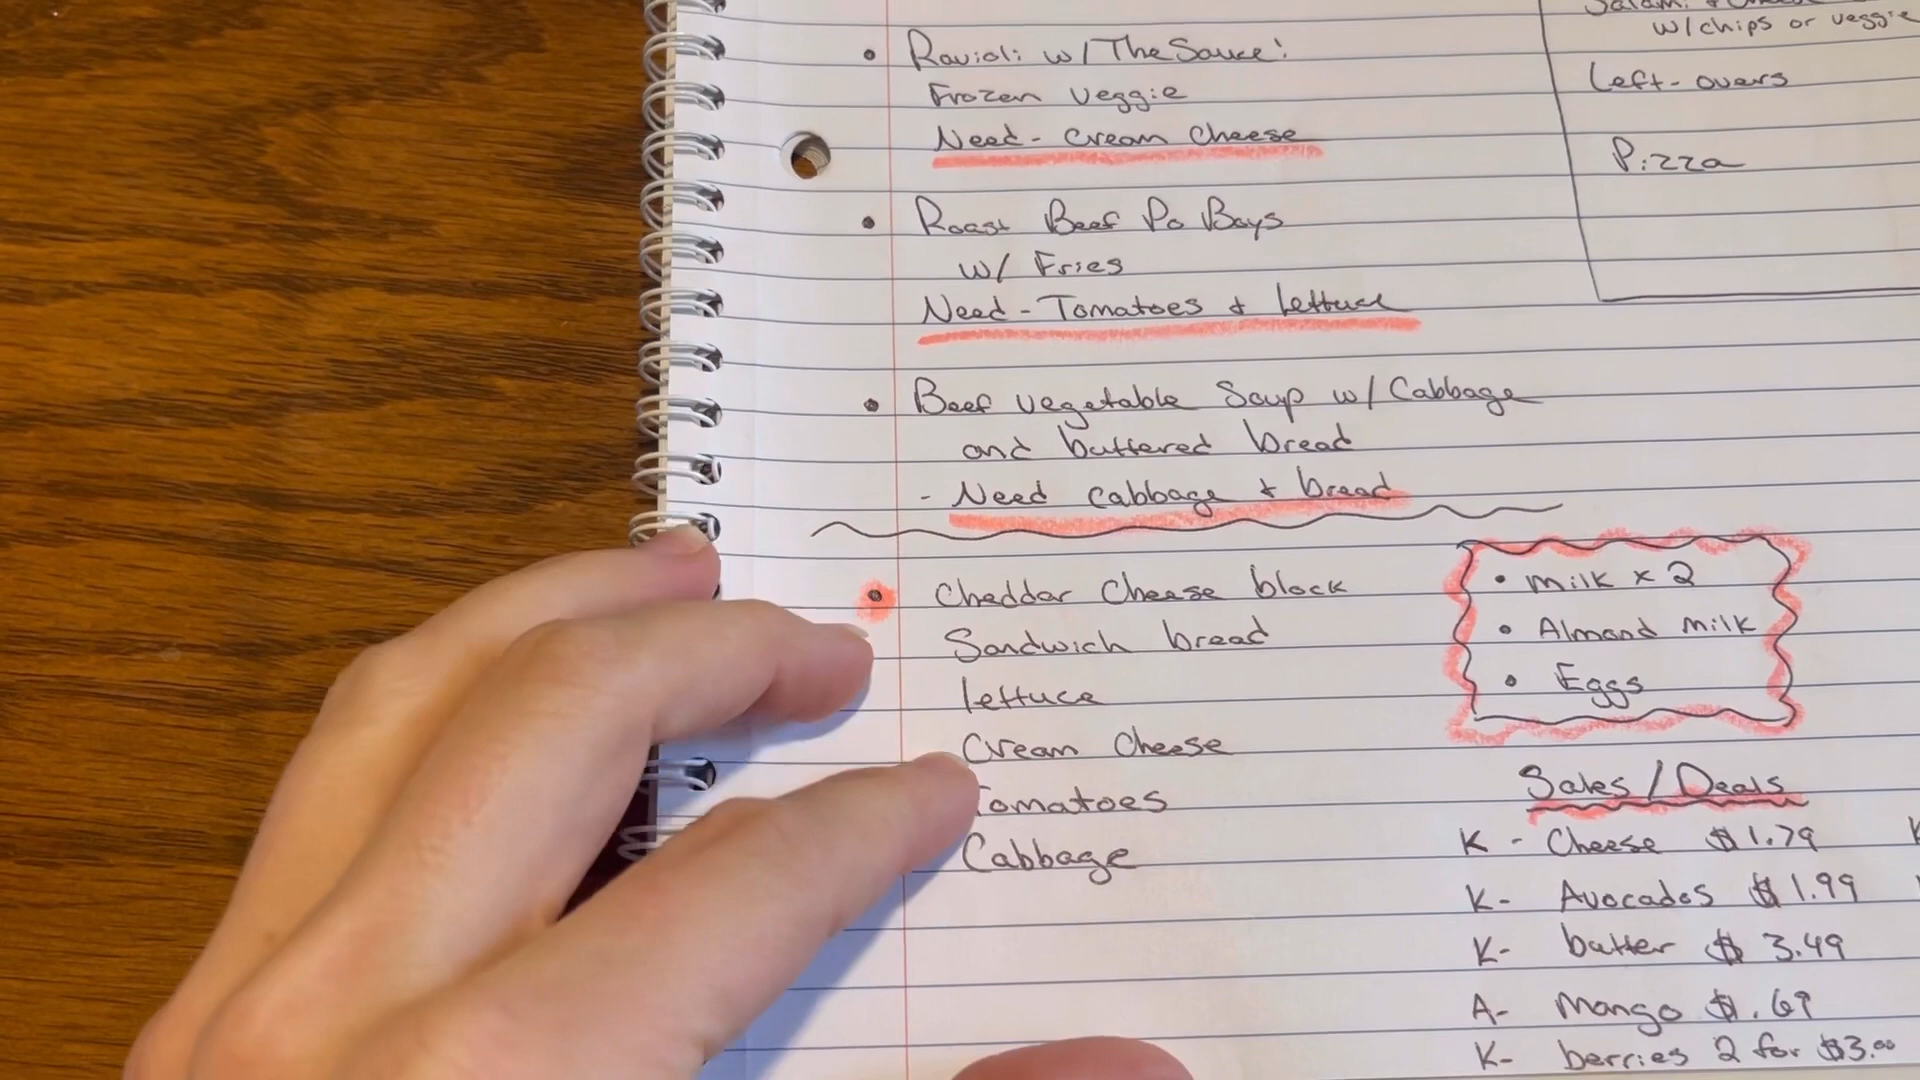 • Ravioli w/ The Sauce!
Frozen veggie
Need - Cream Cheese
• Roast Beef Po Boys
w/ Fries
Need - Tomatoes + Lettuce
• Beef vegetable Soup w/ Cabbage
and buttered bread
- Need cabbage + bread
w/chips or veggie
Left-overs
Pizza
• Cheddar Cheese block
Sandwich bread
lettuce
Cream Cheese
Tomatoes
Cabbage
• milk x 2
• Almond milk
• Eggs
Sales/Deals
K - Cheese $1.79
K- Avocados $1.99
K- butter $3.49
A- Mango $.69
K- berries 2 for $3.00